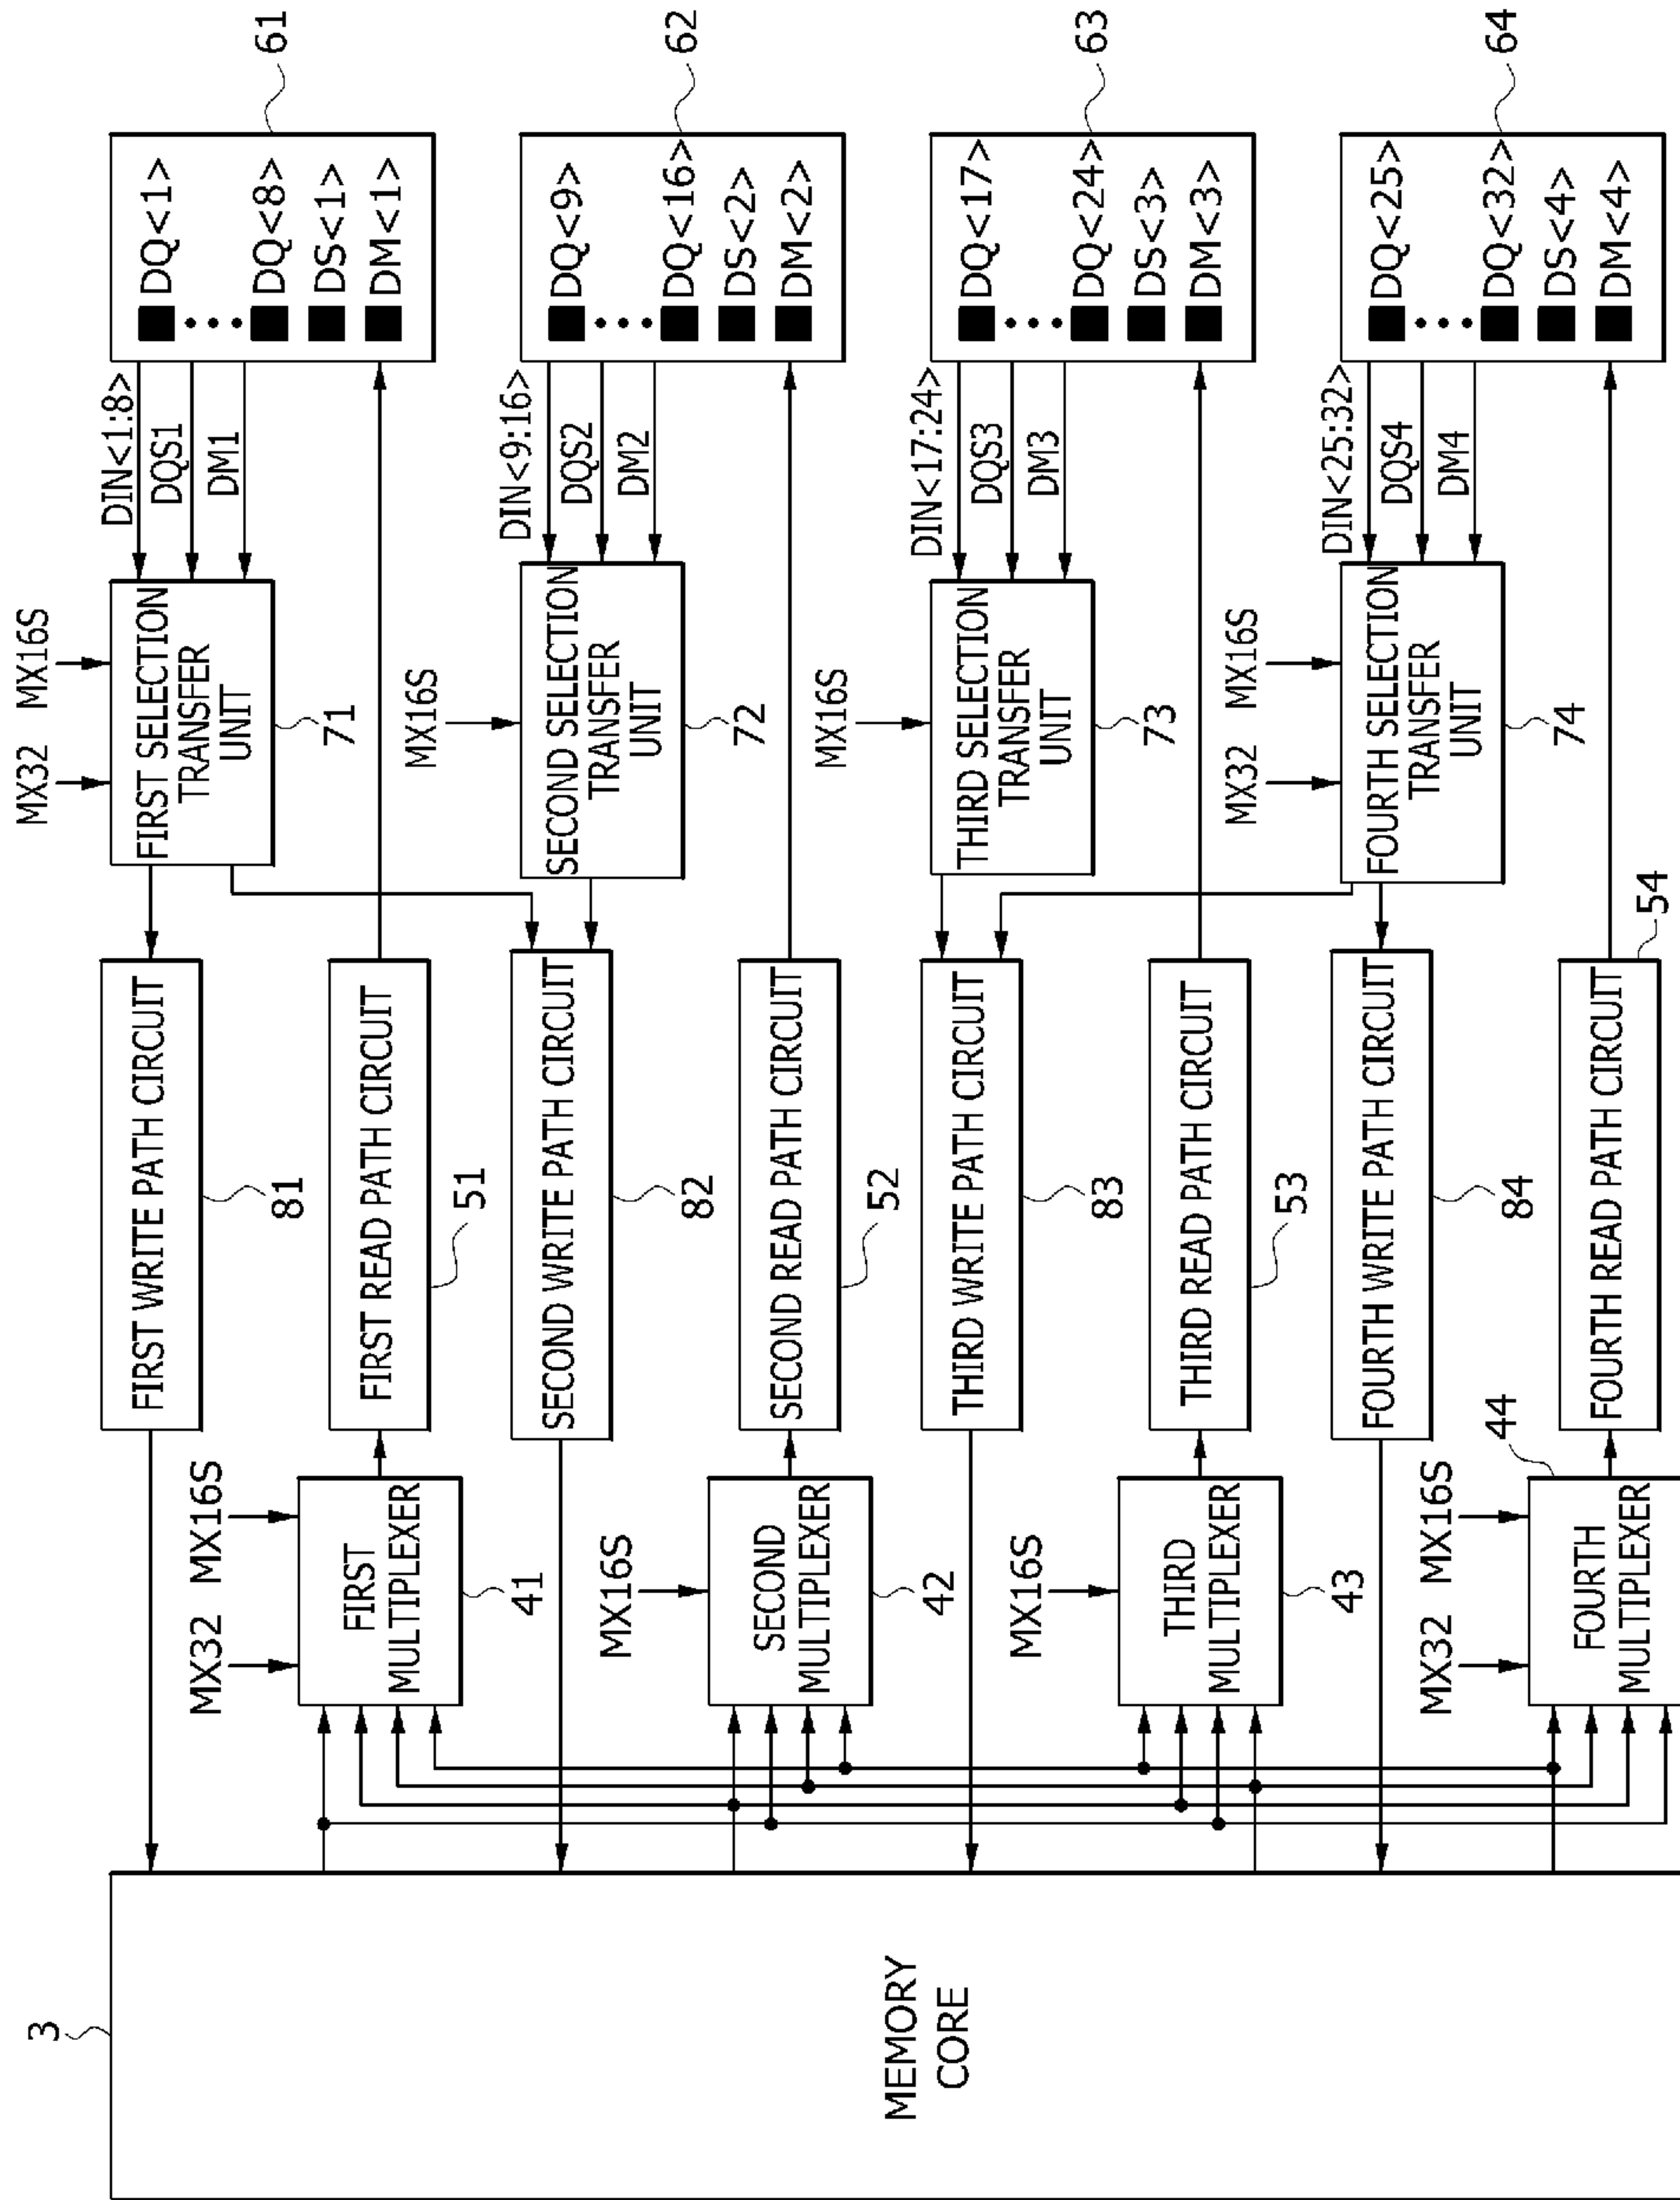 3
MEMORY
CORE
FIRST WRITE PATH CIRCUIT
81
MX32
MX16S
FIRST SELECTION
TRANSFER
UNIT
71
DIN<1:8>
DQS1
DM1
DQ<1>
DQ<8>
DS<1>
DM<1>
61
MX32
MX16S
FIRST
MULTIPLEXER
41
FIRST READ PATH CIRCUIT
51
SECOND WRITE PATH CIRCUIT
82
MX16S
SECOND SELECTION
TRANSFER
UNIT
72
DIN<9:16>
DQS2
DM2
DQ<9>
DQ<16>
DS<2>
DM<2>
62
MX16S
SECOND
MULTIPLEXER
42
SECOND READ PATH CIRCUIT
52
THIRD WRITE PATH CIRCUIT
83
MX16S
THIRD SELECTION
TRANSFER
UNIT
73
DIN<17:24>
DQS3
DM3
DQ<17>
DQ<24>
DS<3>
DM<3>
63
MX16S
THIRD
MULTIPLEXER
43
THIRD READ PATH CIRCUIT
53
FOURTH WRITE PATH CIRCUIT
84
MX32
MX16S
FOURTH SELECTION
TRANSFER
UNIT
74
DIN<25:32>
DQS4
DM4
DQ<25>
DQ<32>
DS<4>
DM<4>
64
MX32
MX16S
FOURTH
MULTIPLEXER
44
FOURTH READ PATH CIRCUIT
54